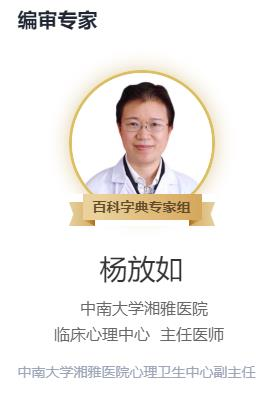 编审专家
百科字典专家组
杨放如
中南大学湘雅医院
临床心理中心 主任医师
中南大学湘雅医院心理卫生中心副主任